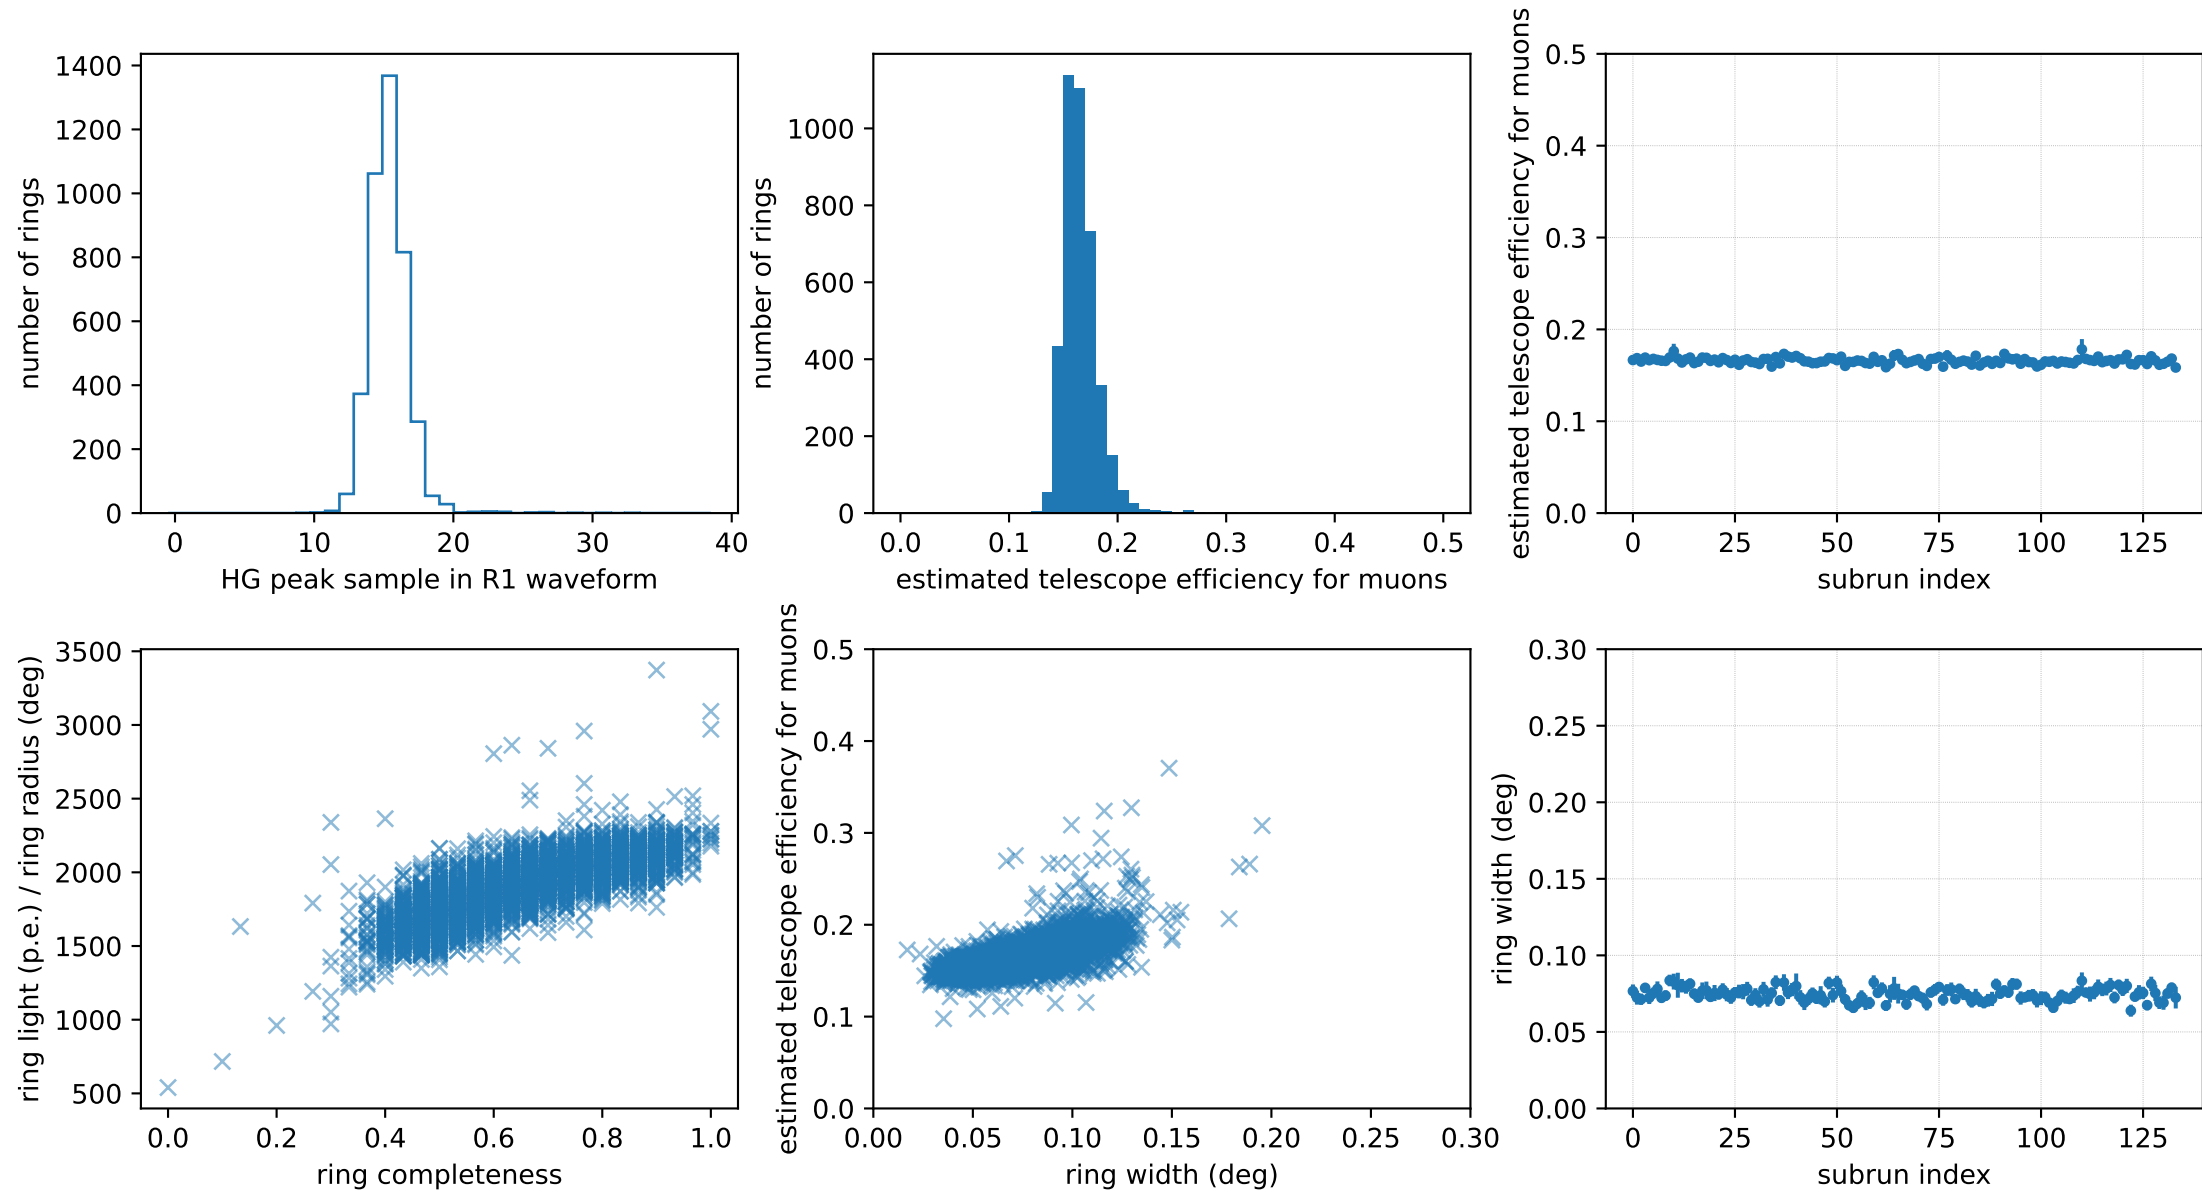 1400
1200
1000
800
600
400
200
0
number of rings
0 10 20 30 40
HG peak sample in R1 waveform
1000
800
600
400
200
0
number of rings
0.0 0.1 0.2 0.3 0.4 0.5
estimated telescope efficiency for muons
0.5
0.4
0.3
0.2
0.1
0.0
estimated telescope efficiency for muons
0 25 50 75 100 125
subrun index
3500
3000
2500
2000
1500
1000
500
ring light (p.e.) / ring radius (deg)
0.0 0.2 0.4 0.6 0.8 1.0
ring completeness
0.5
0.4
0.3
0.2
0.1
0.0
estimated telescope efficiency for muons
0.00 0.05 0.10 0.15 0.20 0.25 0.30
ring width (deg)
0.30
0.25
0.20
0.15
0.10
0.05
0.00
ring width (deg)
0 25 50 75 100 125
subrun index